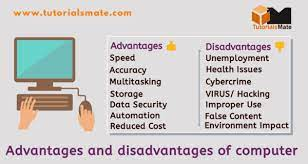 www.tutorialsmate.com
TutorialsMate
Advantages
Speed
Accuracy
Multitasking
Storage
Data Security
Automation
Reduced Cost
Disadvantages
Unemployment
Health Issues
Cybercrime
VIRUS/ Hacking
Improper Use
False Content
Environment Impact
Advantages and disadvantages of computer